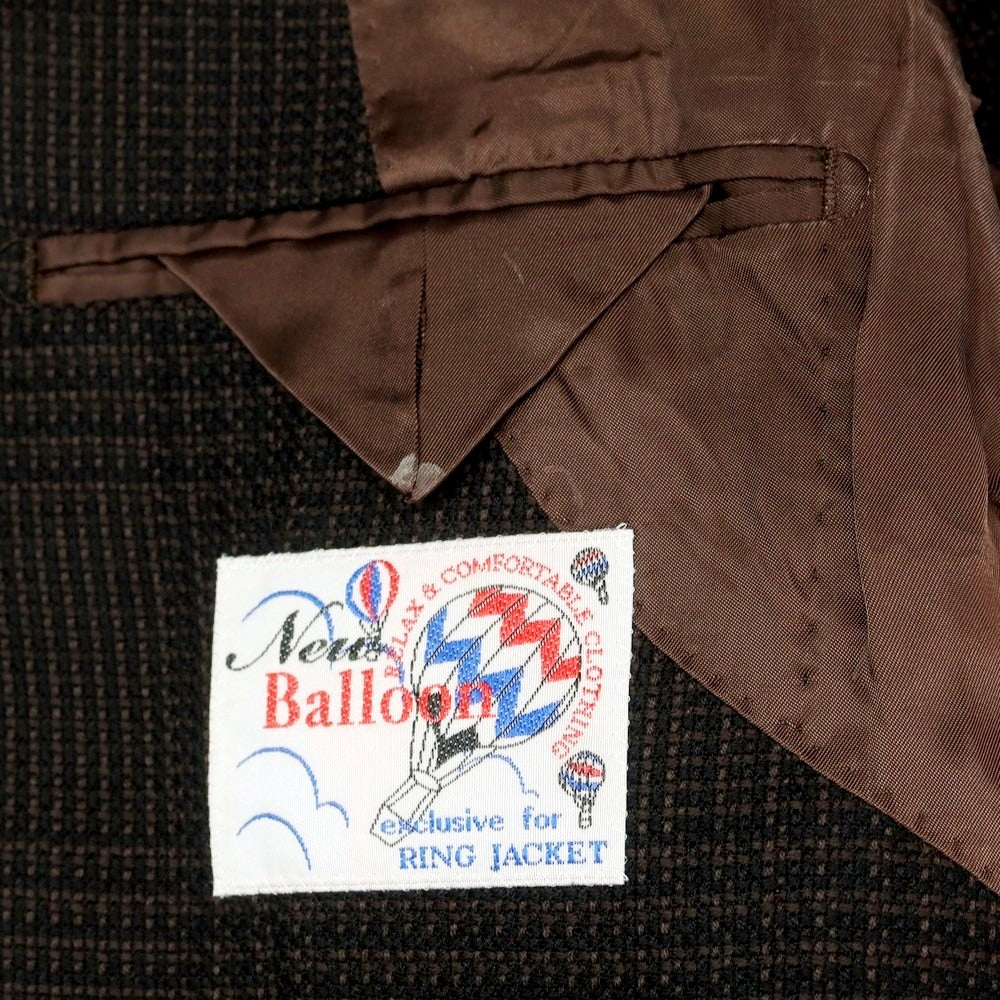 New
Balloon
RELAX & COMFORTABLE CLOTHING
exclusive for
RING JACKET